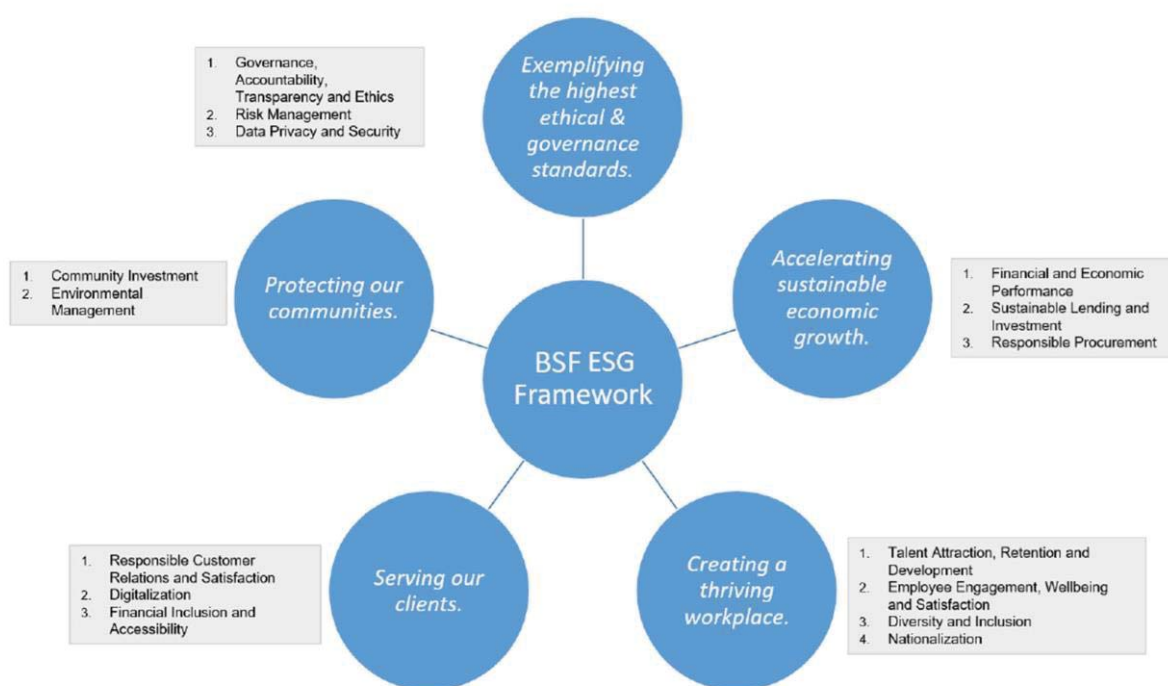 1. Governance,
Accountability,
Transparency and Ethics
2. Risk Management
3. Data Privacy and Security
Exemplifying
the highest
ethical &
governance
standards.
1. Community Investment
2. Environmental
Management
Protecting our
communities.
Accelerating
sustainable
economic
growth.
1. Financial and Economic
Performance
2. Sustainable Lending and
Investment
3. Responsible Procurement
BSF ESG
Framework
1. Responsible Customer
Relations and Satisfaction
2. Digitalization
3. Financial Inclusion and
Accessibility
Serving our
clients.
Creating a
thriving
workplace.
1. Talent Attraction, Retention and
Development
2. Employee Engagement, Wellbeing
and Satisfaction
3. Diversity and Inclusion
4. Nationalization